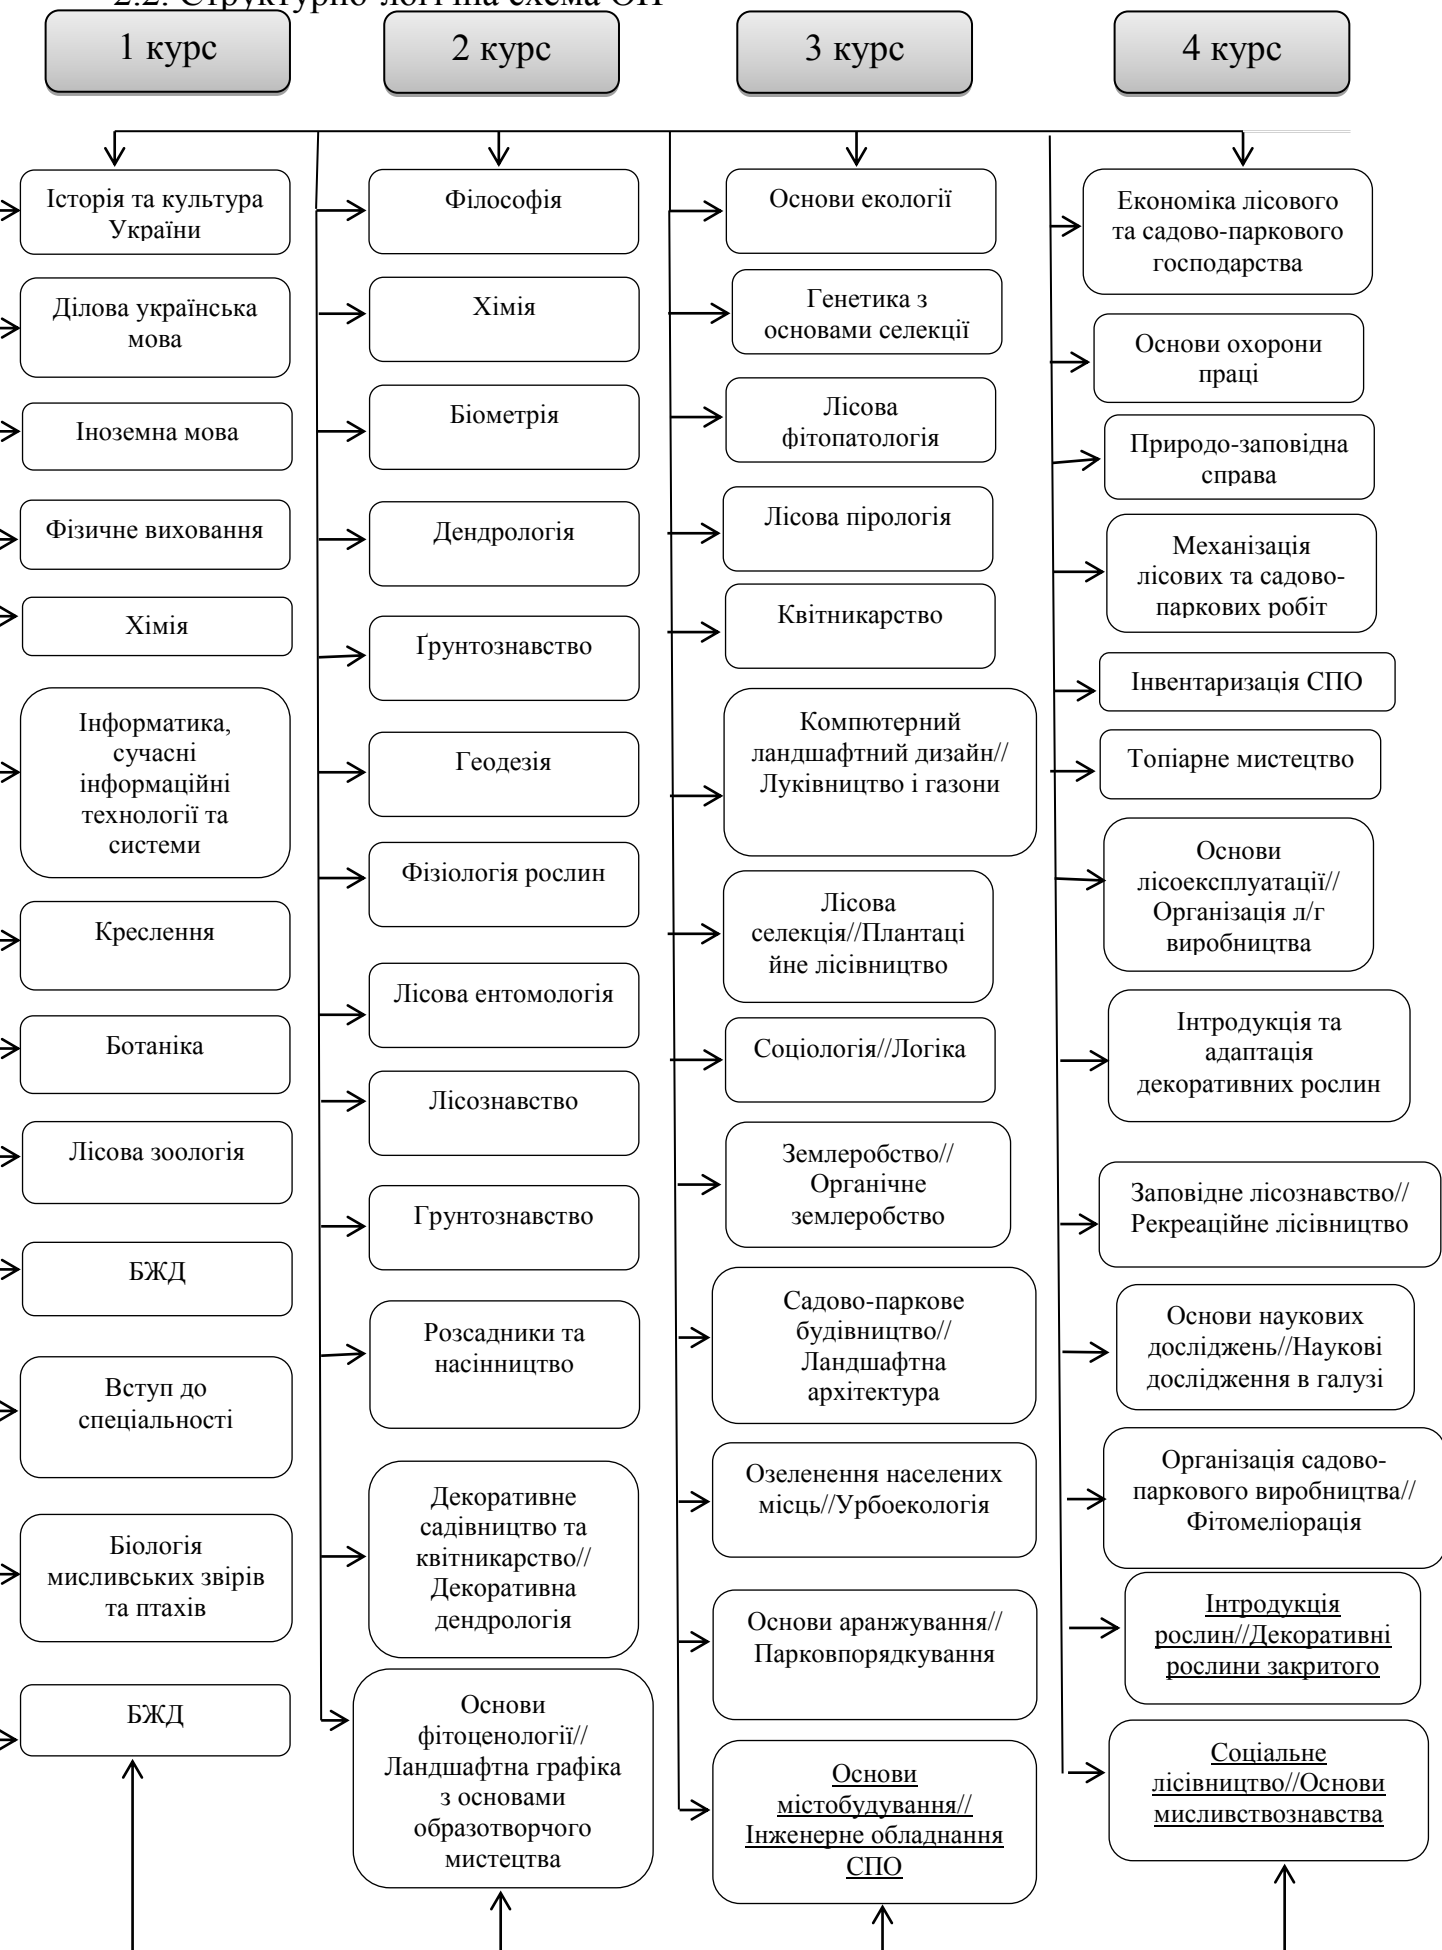 2.2. Структурно-логічна схема ОП
1 курс
2 курс
3 курс
4 курс
Історія та культура
України
Ділова українська
мова
Іноземна мова
Фізичне виховання
Хімія
Інформатика,
сучасні
інформаційні
технології та
системи
Креслення
Ботаніка
Лісова зоологія
БЖД
Вступ до
спеціальності
Біологія
мисливських звірів
та птахів
БЖД
Філософія
Хімія
Біометрія
Дендрологія
Ґрунтознавство
Геодезія
Фізіологія рослин
Лісова ентомологія
Лісознавство
Грунтознавство
Розсадники та
насінництво
Декоративне
садівництво та
квітникарство//
Декоративна
дендрологія
Основи
фітоценології//
Ландшафтна графіка
з основами
образотворчого
мистецтва
Основи екології
Генетика з
основами селекції
Лісова
фітопатологія
Лісова пірологія
Квітникарство
Компютерний
ландшафтний дизайн//
Луківництво і газони
Лісова
селекція//Плантаці
йне лісівництво
Соціологія//Логіка
Землеробство//
Органічне
землеробство
Садово-паркове
будівництво//
Ландшафтна
архітектура
Озеленення населених
місць//Урбоекологія
Основи аранжування//
Парковпорядкування
Основи
містобудування//
Інженерне обладнання
СПО
Економіка лісового
та садово-паркового
господарства
Основи охорони
праці
Природо-заповідна
справа
Механізація
лісових та садово-
паркових робіт
Інвентаризація СПО
Топіарне мистецтво
Основи
лісоексплуатації//
Організація л/г
виробництва
Інтродукція та
адаптація
декоративних рослин
Заповідне лісознавство//
Рекреаційне лісівництво
Основи наукових
досліджень//Наукові
дослідження в галузі
Організація садово-
паркового виробництва//
Фітомеліорація
Інтродукція
рослин//Декоративні
рослини закритого
Соціальне
лісівництво//Основи
мисливствознавства